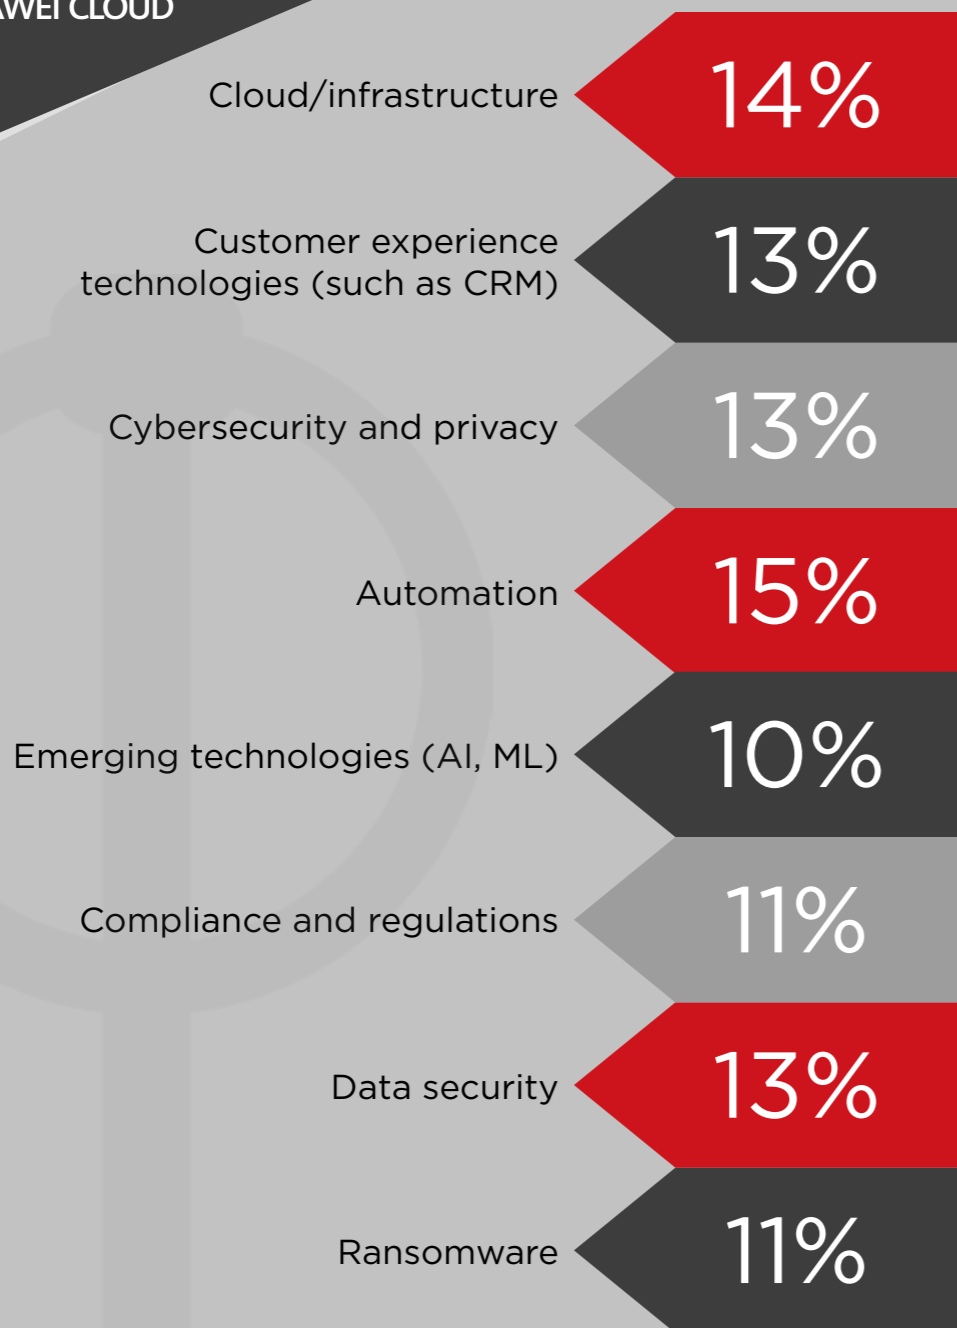 CLOUD
Cloud/infrastructure
14%
Customer experience
technologies (such as CRM)
13%
Cybersecurity and privacy
13%
Automation
15%
Emerging technologies (AI, ML)
10%
Compliance and regulations
11%
Data security
13%
Ransomware
11%